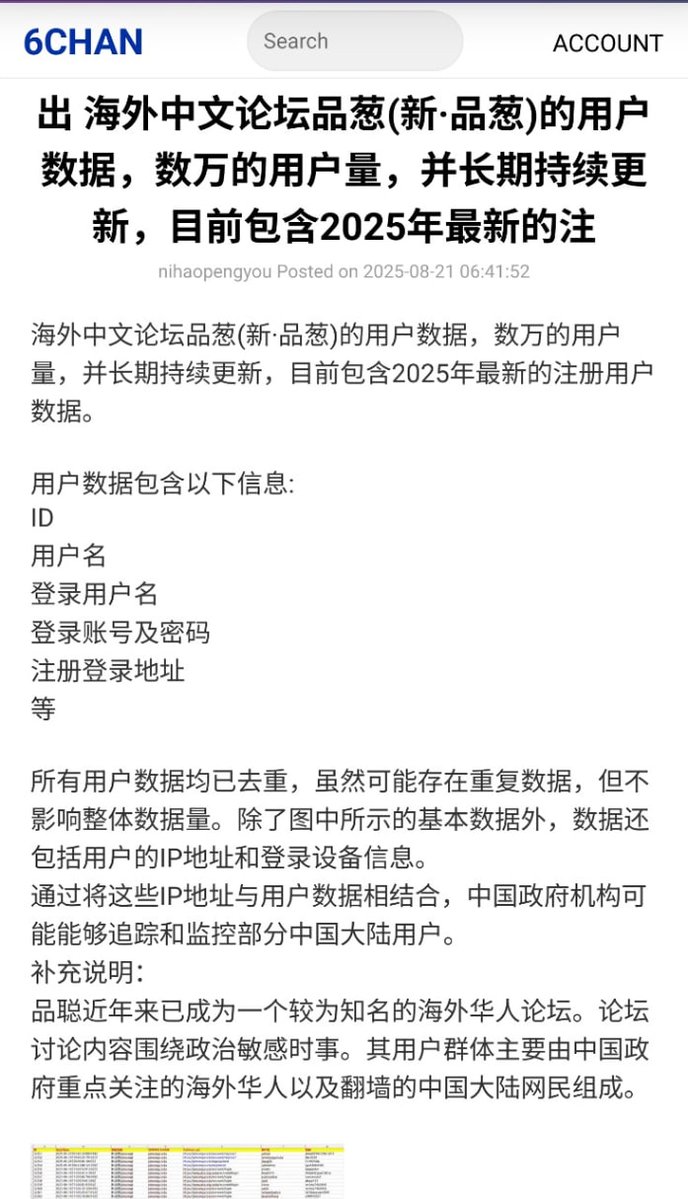 6CHAN
Search
ACCOUNT
出 海外中文论坛品葱(新·品葱)的用户
数据，数万的用户量，并长期持续更
新，目前包含2025年最新的注
nihaopengyou Posted on 2025-08-21 06:41:52
海外中文论坛品葱(新·品葱)的用户数据，数万的用户
量，并长期持续更新，目前包含2025年最新的注册用户
数据。
用户数据包含以下信息:
ID
用户名
登录用户名
登录账号及密码
注册登录地址
等
所有用户数据均已去重，虽然可能存在重复数据，但不
影响整体数据量。除了图中所示的基本数据外，数据还
包括用户的IP地址和登录设备信息。
通过将这些IP地址与用户数据相结合，中国政府机构可
能能够追踪和监控部分中国大陆用户。
补充说明：
品聪近年来已成为一个较为知名的海外华人论坛。论坛
讨论内容围绕政治敏感时事。其用户群体主要由中国政
府重点关注的海外华人以及翻墙的中国大陆网民组成。